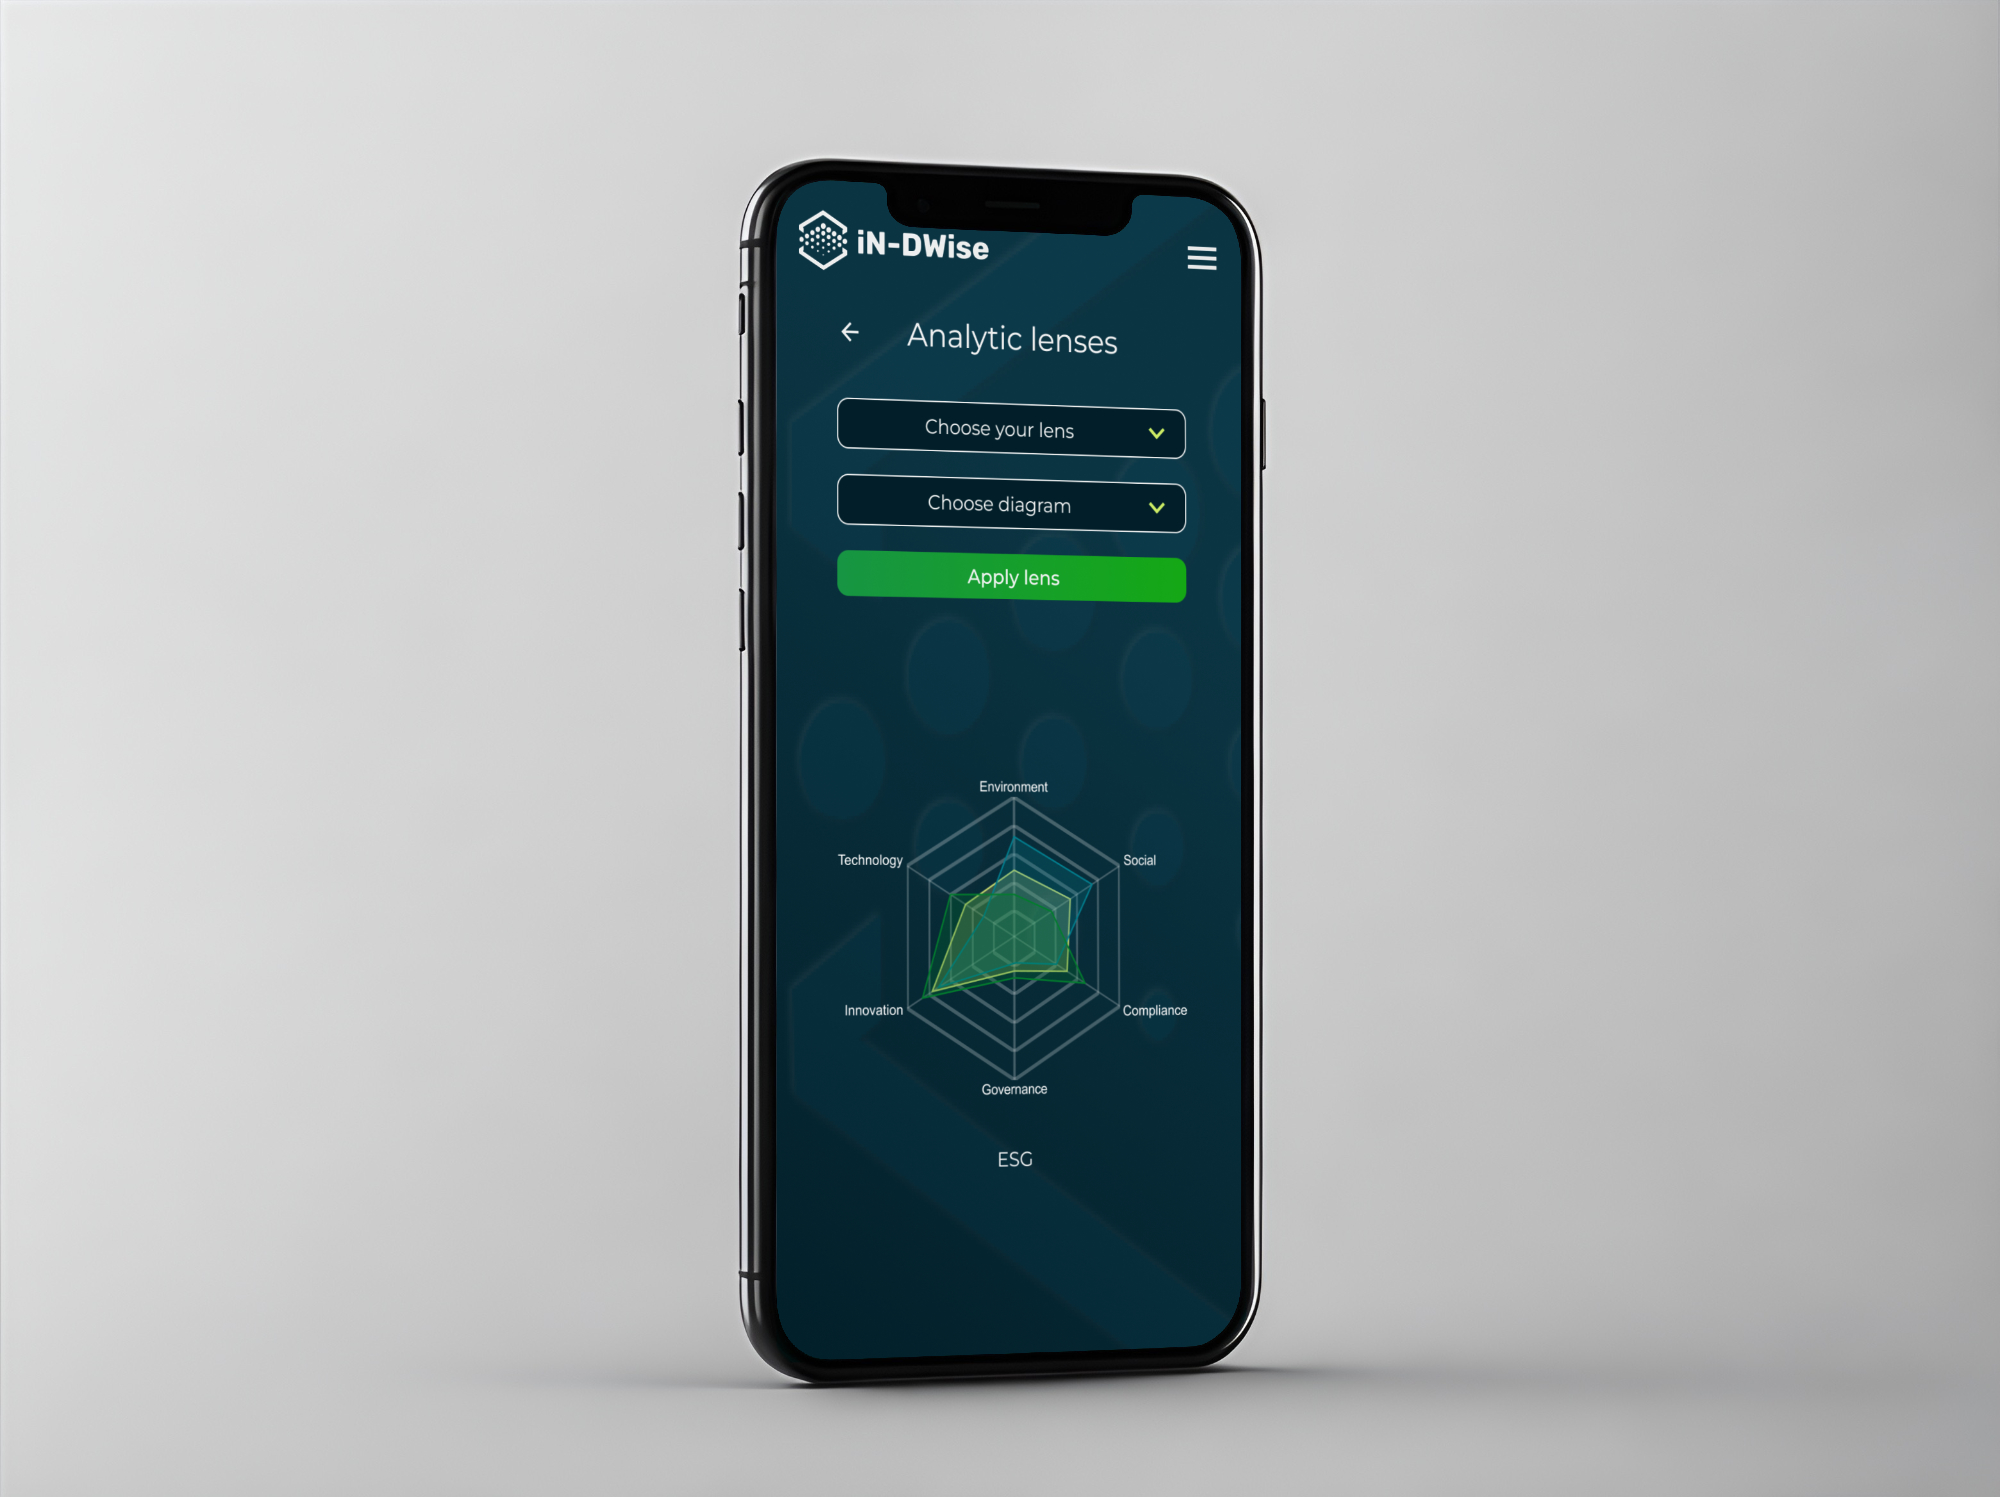 iN-DWise
Analytic lenses
Choose your lens
Choose diagram
Apply lens
Environment
Technology
Social
Innovation
Compliance
Governance
ESG